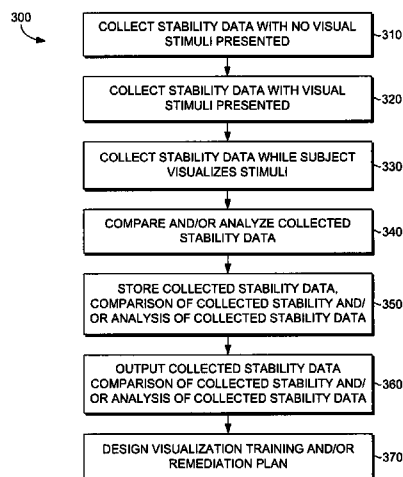 300
COLLECT STABILITY DATA WITH NO VISUAL
STIMULI PRESENTED
310
COLLECT STABILITY DATA WITH VISUAL
STIMULI PRESENTED
320
COLLECT STABILITY DATA WHILE SUBJECT
VISUALIZES STIMULI
330
COMPARE AND/OR ANALYZE COLLECTED
STABILITY DATA
340
STORE COLLECTED STABILITY DATA,
COMPARISON OF COLLECTED STABILITY AND/
OR ANALYSIS OF COLLECTED STABILITY DATA
350
OUTPUT COLLECTED STABILITY DATA
COMPARISON OF COLLECTED STABILITY AND/
OR ANALYSIS OF COLLECTED STABILITY DATA
360
DESIGN VISUALIZATION TRAINING AND/OR
REMEDIATION PLAN
370